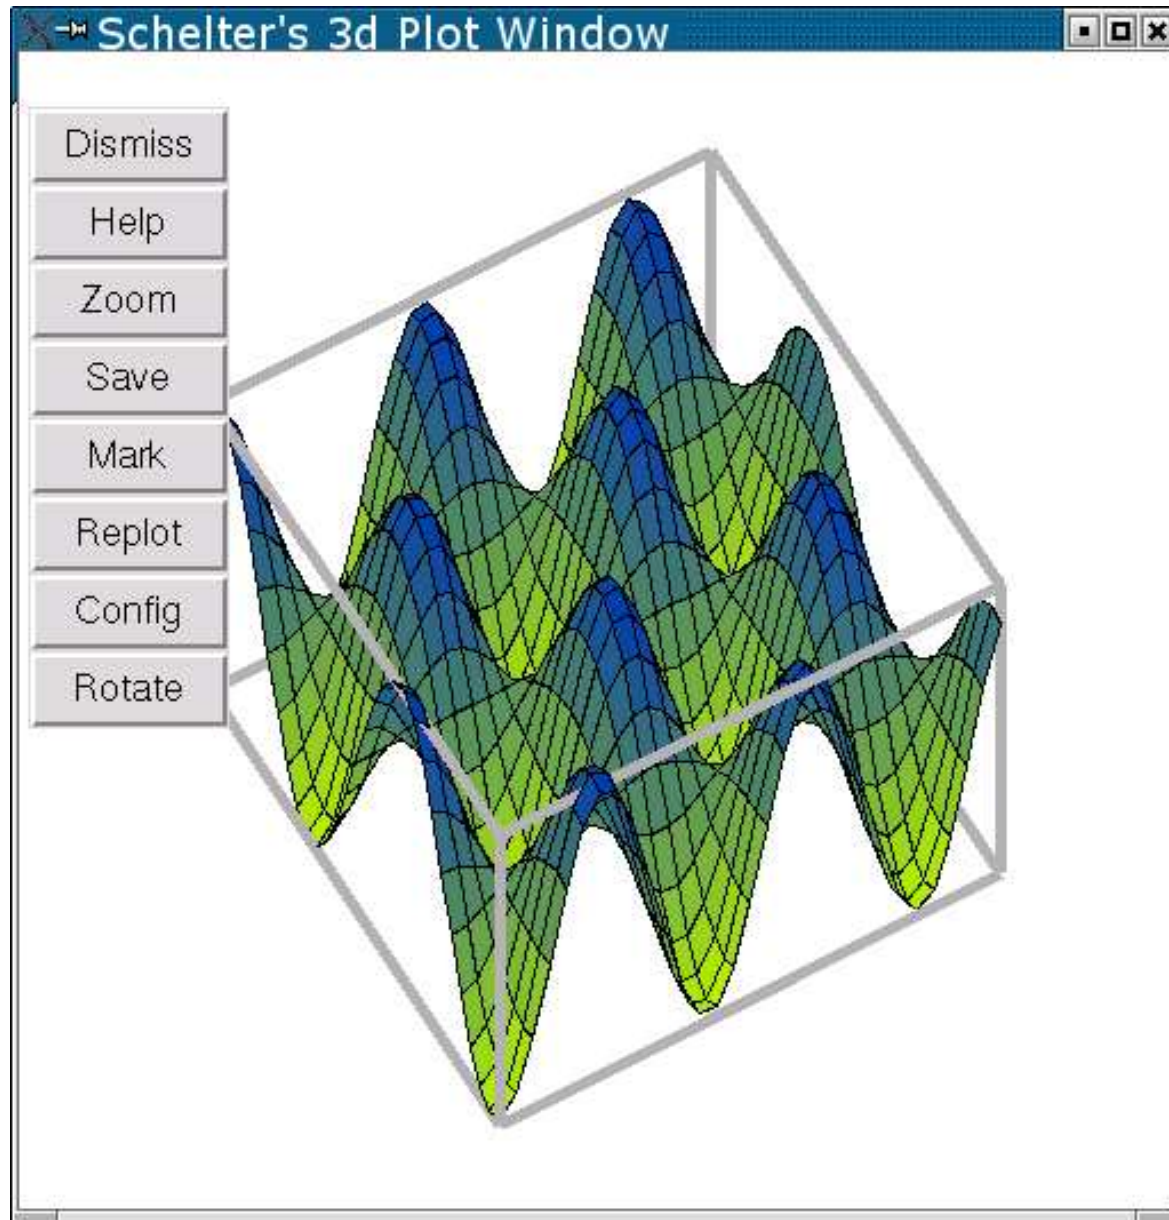 Schelter's 3d Plot Window
Dismiss
Help
Zoom
Save
Mark
Replot
Config
Rotate